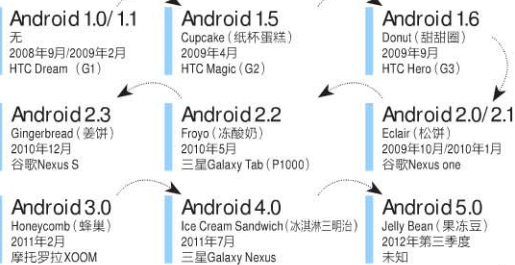 Android 1.0/ 1.1
无
2008年9月/2009年2月
HTC Dream（G1）
Android 1.5
Cupcake（纸杯蛋糕）
2009年4月
HTC Magic（G2）
Android 1.6
Donut（甜甜圈）
2009年9月
HTC Hero（G3）
Android 2.3
Gingerbread（姜饼）
2010年12月
谷歌Nexus S
Android 2.2
Froyo（冻酸奶）
2010年5月
三星Galaxy Tab（P1000）
Android 2.0/ 2.1
Eclair（松饼）
2009年10月/2010年1月
谷歌Nexus one
Android 3.0
Honeycomb（蜂巢）
2011年2月
摩托罗拉XOOM
Android 4.0
Ice Cream Sandwich（冰淇淋三明治）
2011年7月
三星Galaxy Nexus
Android 5.0
Jelly Bean（果冻豆）
2012年第三季度
未知